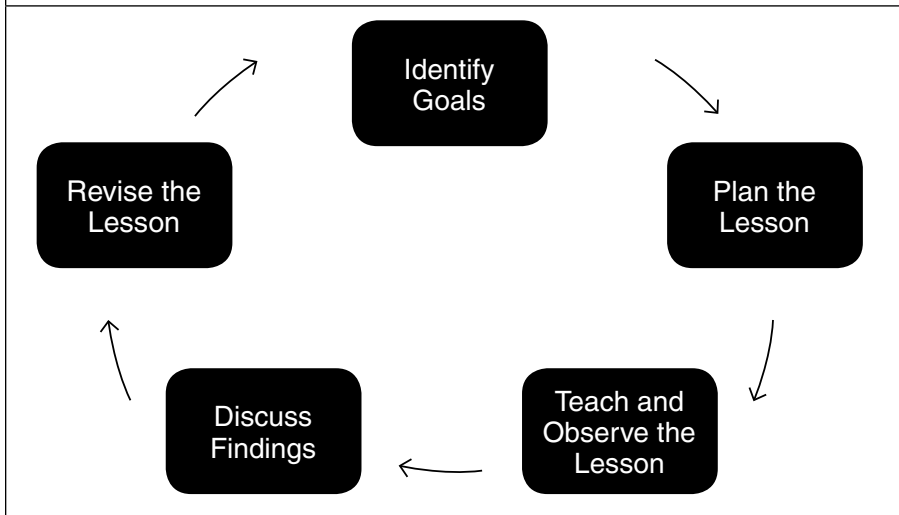 Identify
Goals
Plan the
Lesson
Teach and
Observe the
Lesson
Discuss
Findings
Revise the
Lesson